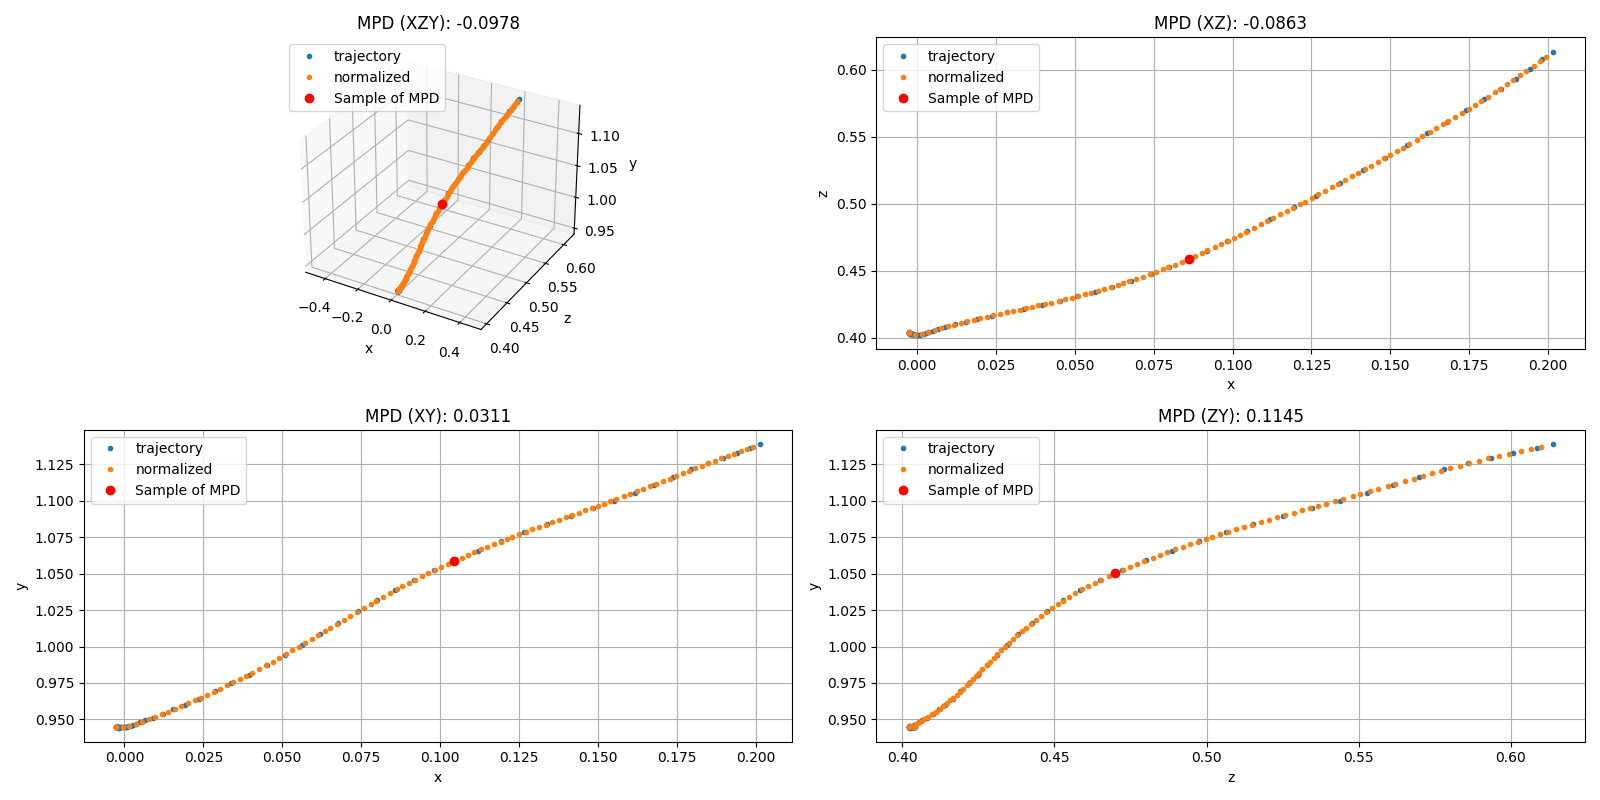 MPD (XZY): -0.0978
trajectory
normalized
Sample of MPD
1.10
1.05
1.00
0.95
y
−0.4
−0.2
0.0
0.2
0.4
x
0.60
0.55
0.50
0.45
0.40
z
MPD (XZ): -0.0863
trajectory
normalized
Sample of MPD
0.60
0.55
0.50
0.45
0.40
z
0.000 0.025 0.050 0.075 0.100 0.125 0.150 0.175 0.200
x
MPD (XY): 0.0311
trajectory
normalized
Sample of MPD
1.125
1.100
1.075
1.050
1.025
1.000
0.975
0.950
y
0.000 0.025 0.050 0.075 0.100 0.125 0.150 0.175 0.200
x
MPD (ZY): 0.1145
trajectory
normalized
Sample of MPD
1.125
1.100
1.075
1.050
1.025
1.000
0.975
0.950
y
0.40 0.45 0.50 0.55 0.60
z